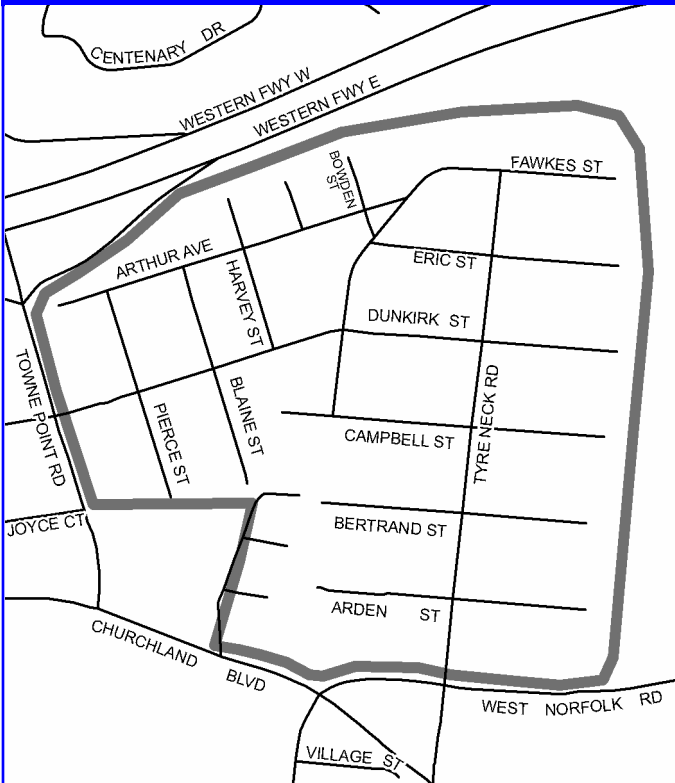 CENTENARY DR
WESTERN FWY W
WESTERN FWY E
BOWDEN
ST
FAWKES ST
ARTHUR AVE
ERIC ST
HARVEY ST
DUNKIRK ST
TOWNE POINT RD
BLAINE ST
TYRE NECK RD
PIERCE ST
CAMPBELL ST
JOYCE CT
BERTRAND ST
ARDEN ST
CHURCHLAND BLVD
WEST NORFOLK RD
VILLAGE ST